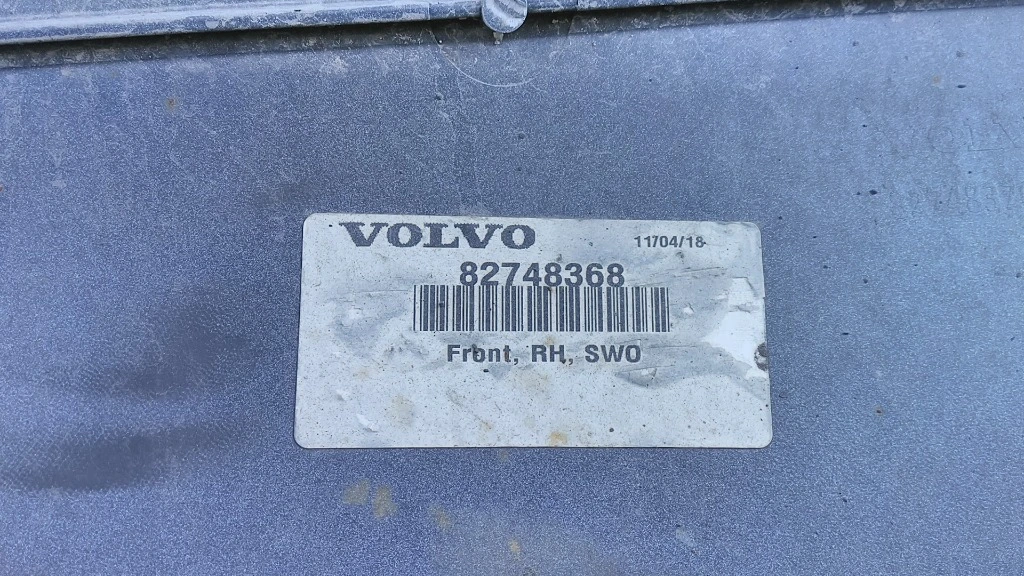 VOLVO
11704/18
82748368
Front, RH, SWO